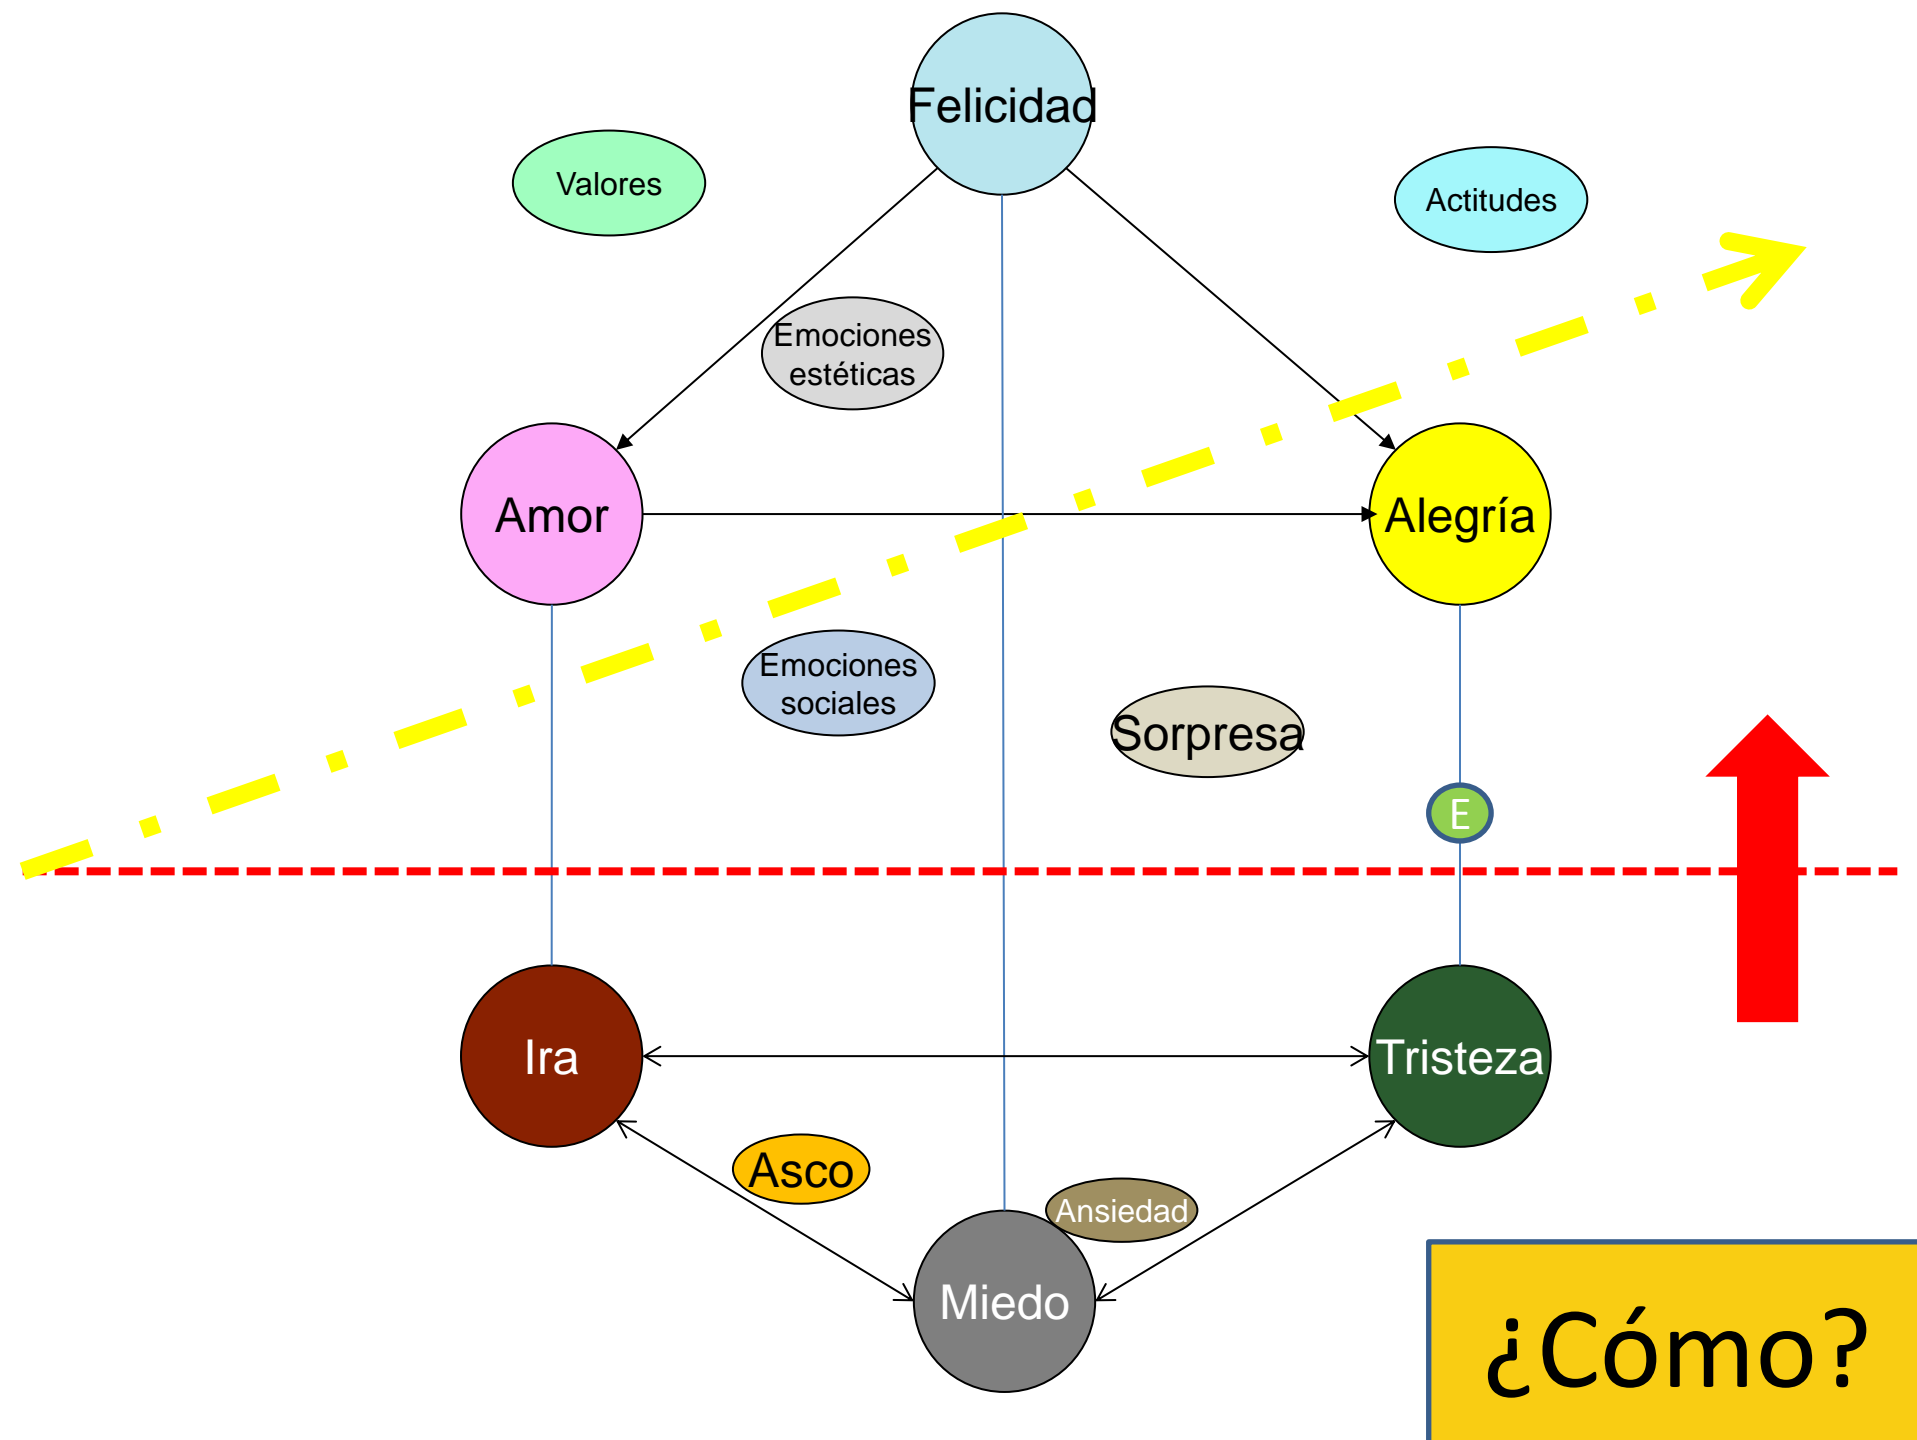 Felicidad
Valores
Actitudes
Emociones
estéticas
Amor
Alegría
Emociones
sociales
Sorpresa
E
Ira
Tristeza
Asco
Ansiedad
Miedo
¿Cómo?